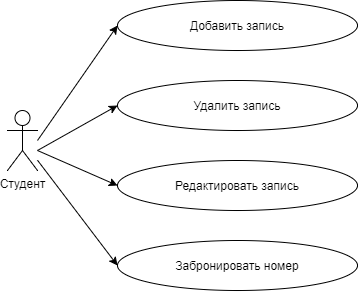 Добавить запись
Удалить запись
Студент
Редактировать запись
Забронировать номер